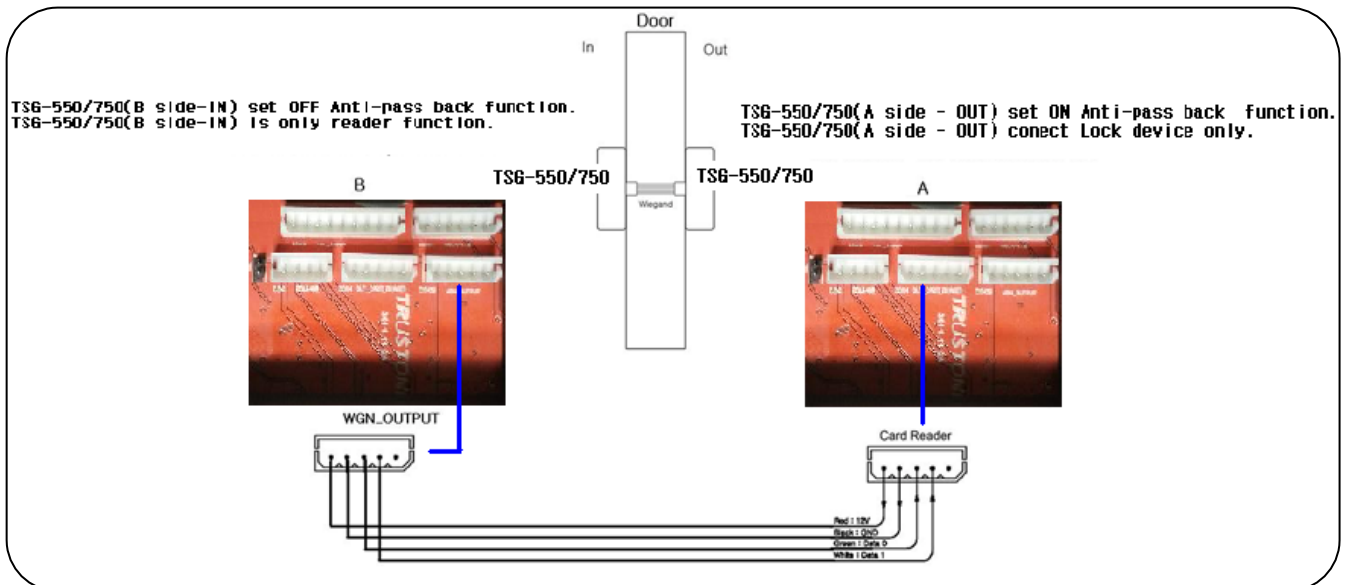 Door
In
Out
TSG-550/750(B side-IN) set OFF Anti-pass back function.
TSG-550/750(B side-IN) is only reader function.
TSG-550/750(A side - OUT) set ON Anti-pass back function.
TSG-550/750(A side - OUT) conect Lock device only.
TSG-550/750
TSG-550/750
Wiegand
B
A
TRUSTON
TRUSTON
WGN_OUTPUT
Card Reader
Red : 12V
Black : GND
Green : Data 0
White : Data 1